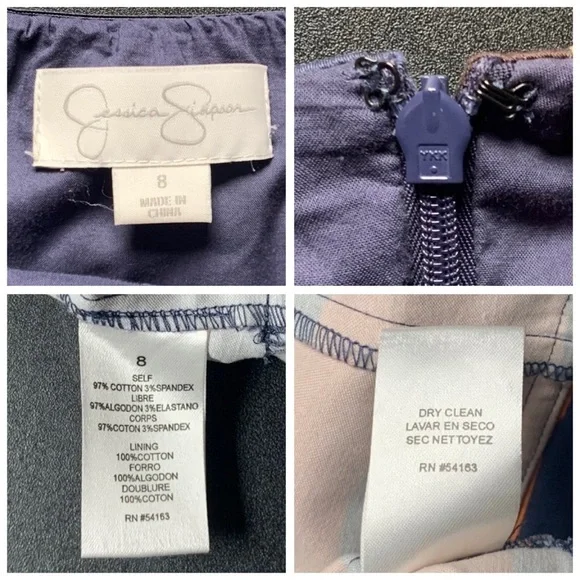 Jessica Simpson
8
MADE IN
CHINA
YKK
8
SELF
97% COTTON 3%SPANDEX
LIBRE
97%ALGODON 3%ELASTANO
CORPS
97%COTON 3%SPANDEX
LINING
100%COTTON
FORRO
100%ALGODON
DOUBLURE
100%COTON
RN #54163
DRY CLEAN
LAVAR EN SECO
SEC NETTOYEZ
RN #54163